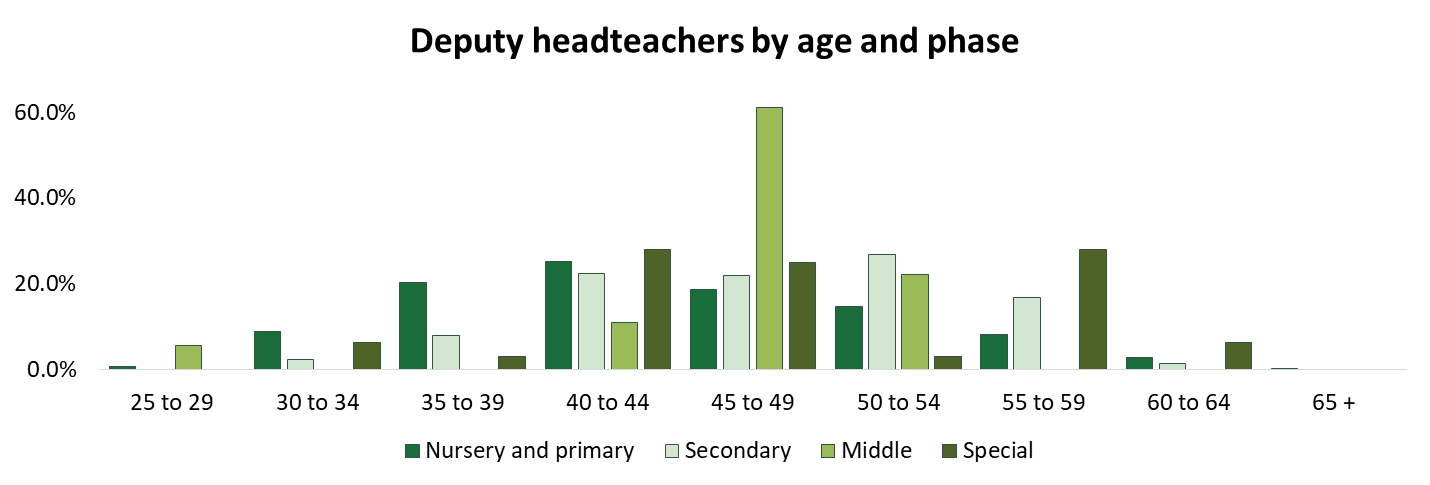 Deputy headteachers by age and phase
60.0%
40.0%
20.0%
0.0%
25 to 29 30 to 34 35 to 39 40 to 44 45 to 49 50 to 54 55 to 59 60 to 64 65 +
Nursery and primary Secondary Middle Special